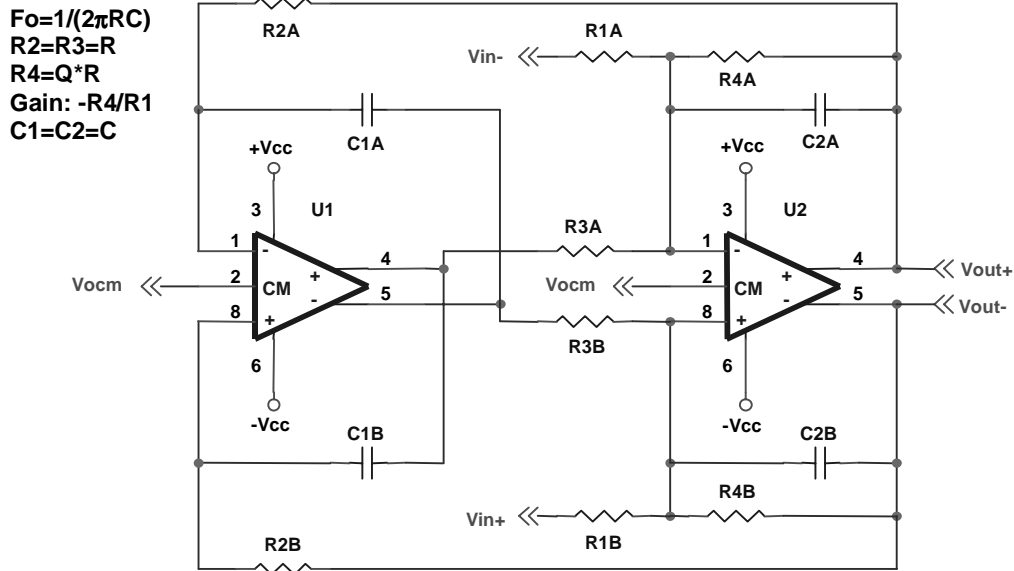 Fo=1/(2πRC)
R2=R3=R
R4=Q*R
Gain: -R4/R1
C1=C2=C
R2A
Vin-
R1A
R4A
C1A
C2A
+Vcc
+Vcc
3
U1
3
U2
R3A
1
-
4
1
-
4
Vout+
Vocm
2
CM
+
-
Vocm
2
CM
+
-
5
5
Vout-
8
+
8
+
R3B
6
6
-Vcc
-Vcc
C1B
C2B
R4B
Vin+
R1B
R2B